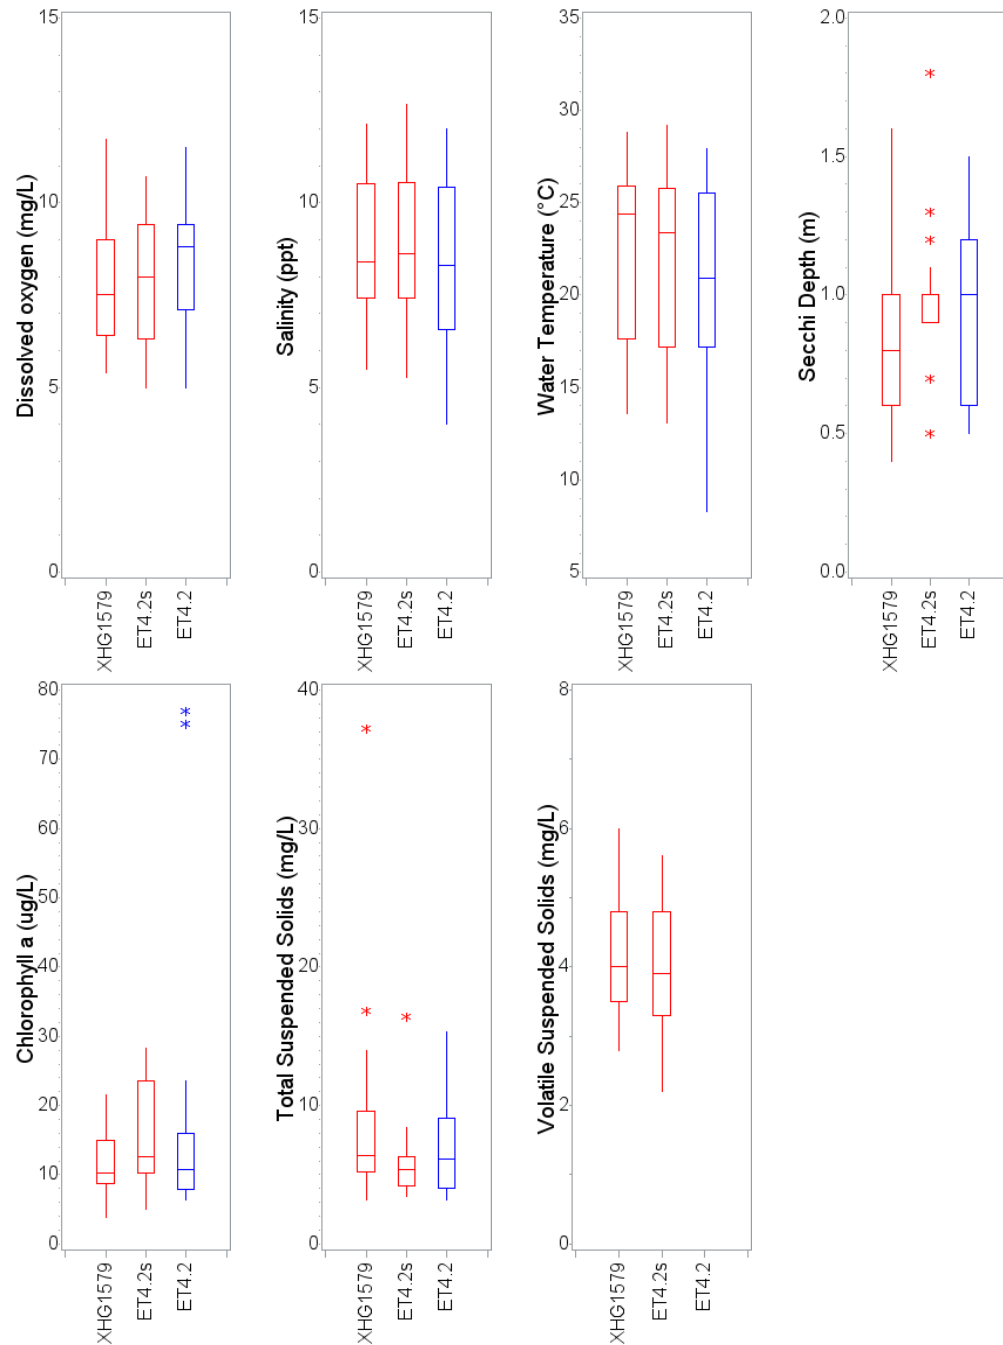 Dissolved oxygen (mg/L)
15
10
5
0
XHG1579
ET4.2s
ET4.2
Salinity (ppt)
15
10
5
0
XHG1579
ET4.2s
ET4.2
Water Temperature (°C)
35
30
25
20
15
10
5
XHG1579
ET4.2s
ET4.2
Secchi Depth (m)
2.0
1.5
1.0
0.5
0.0
XHG1579
ET4.2s
ET4.2
Chlorophyll a (ug/L)
80
70
60
50
40
30
20
10
0
XHG1579
ET4.2s
ET4.2
Total Suspended Solids (mg/L)
40
30
20
10
0
XHG1579
ET4.2s
ET4.2
Volatile Suspended Solids (mg/L)
8
6
4
2
0
XHG1579
ET4.2s
ET4.2